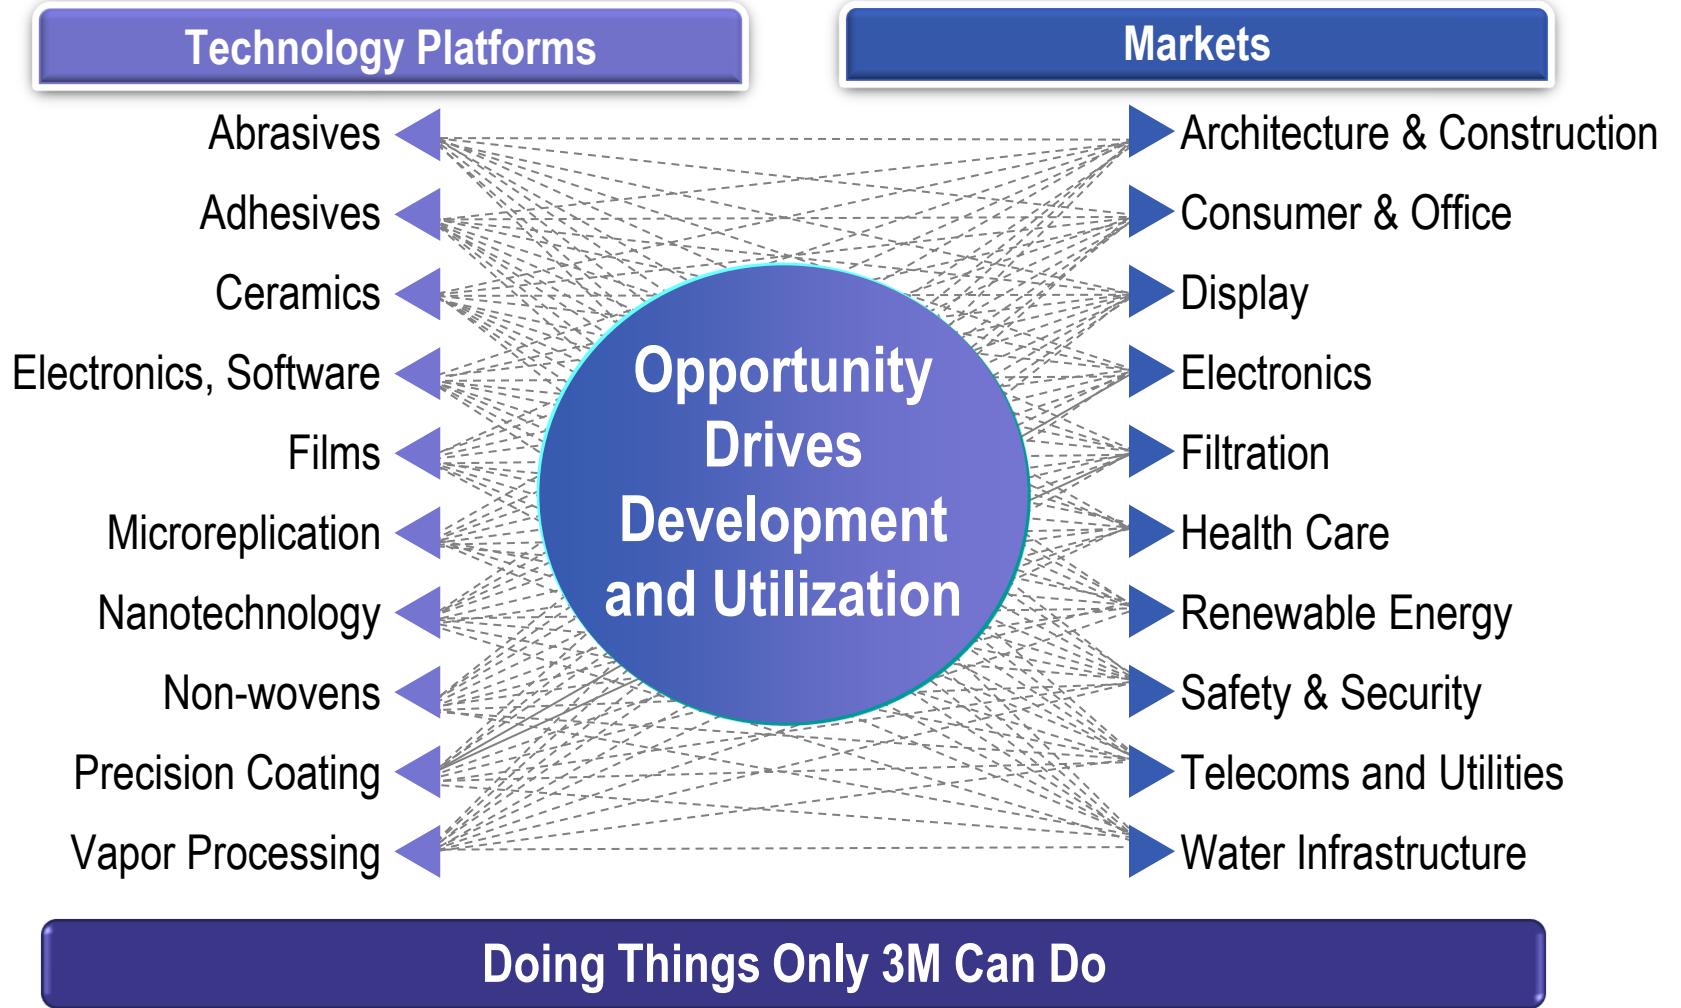 Technology Platforms
Markets
Abrasives
Adhesives
Ceramics
Electronics, Software
Films
Microreplication
Nanotechnology
Non-wovens
Precision Coating
Vapor Processing
Opportunity
Drives
Development
and Utilization
Architecture & Construction
Consumer & Office
Display
Electronics
Filtration
Health Care
Renewable Energy
Safety & Security
Telecoms and Utilities
Water Infrastructure
Doing Things Only 3M Can Do